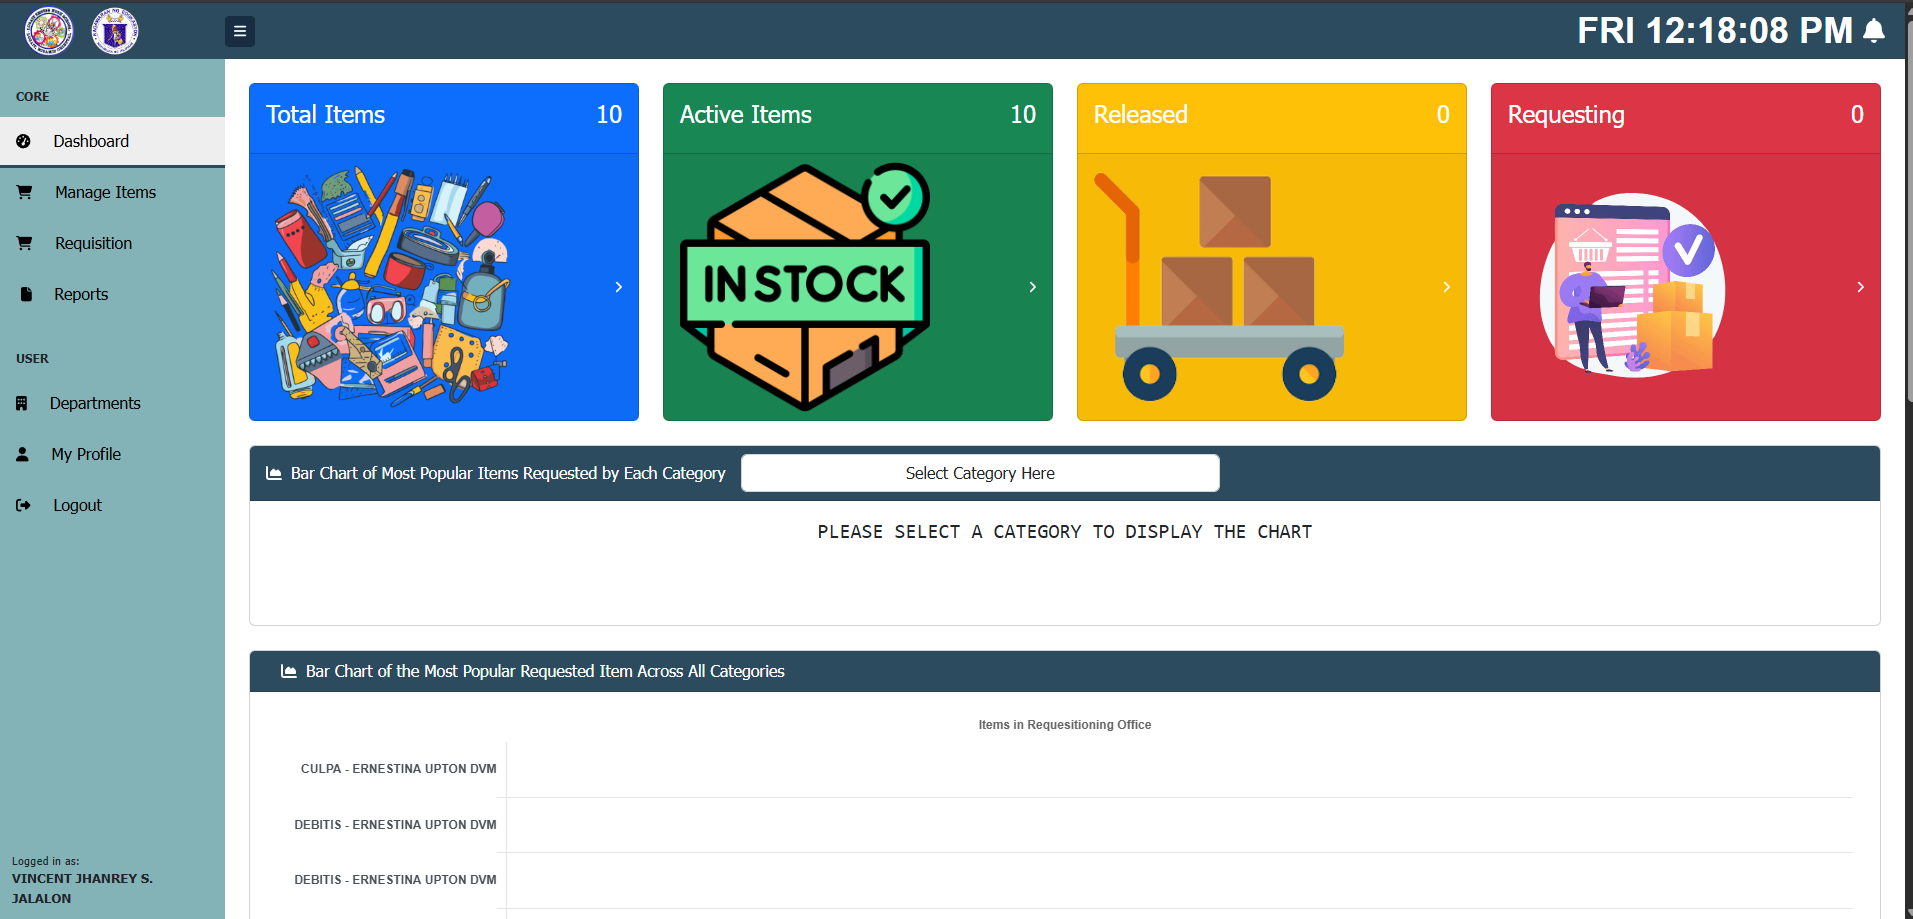 FRI 12:18:08 PM
CORE
Dashboard
Manage Items
Requisition
Reports
USER
Departments
My Profile
Logout
Logged in as:
VINCENT JHANREY S.
JALALON
Total Items 10
Active Items 10
IN STOCK
Released 0
Requesting 0
Bar Chart of Most Popular Items Requested by Each Category
Select Category Here
PLEASE SELECT A CATEGORY TO DISPLAY THE CHART
Bar Chart of the Most Popular Requested Item Across All Categories
Items in Requesitioning Office
CULPA - ERNESTINA UPTON DVM
DEBITIS - ERNESTINA UPTON DVM
DEBITIS - ERNESTINA UPTON DVM